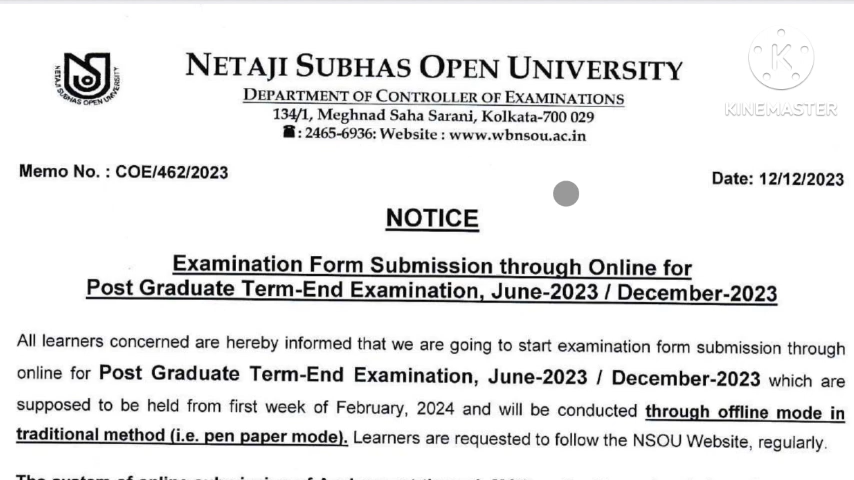 NETAJI SUBHAS OPEN UNIVERSITY
NETAJI SUBHAS OPEN UNIVERSITY
DEPARTMENT OF CONTROLLER OF EXAMINATIONS
134/1, Meghnad Saha Sarani, Kolkata-700 029
☎: 2465-6936: Website : www.wbnsou.ac.in
K
KINEMASTER
Memo No. : COE/462/2023
Date: 12/12/2023
NOTICE
Examination Form Submission through Online for
Post Graduate Term-End Examination, June-2023 / December-2023
All learners concerned are hereby informed that we are going to start examination form submission through
online for Post Graduate Term-End Examination, June-2023 / December-2023 which are
supposed to be held from first week of February, 2024 and will be conducted through offline mode in
traditional method (i.e. pen paper mode). Learners are requested to follow the NSOU Website, regularly.